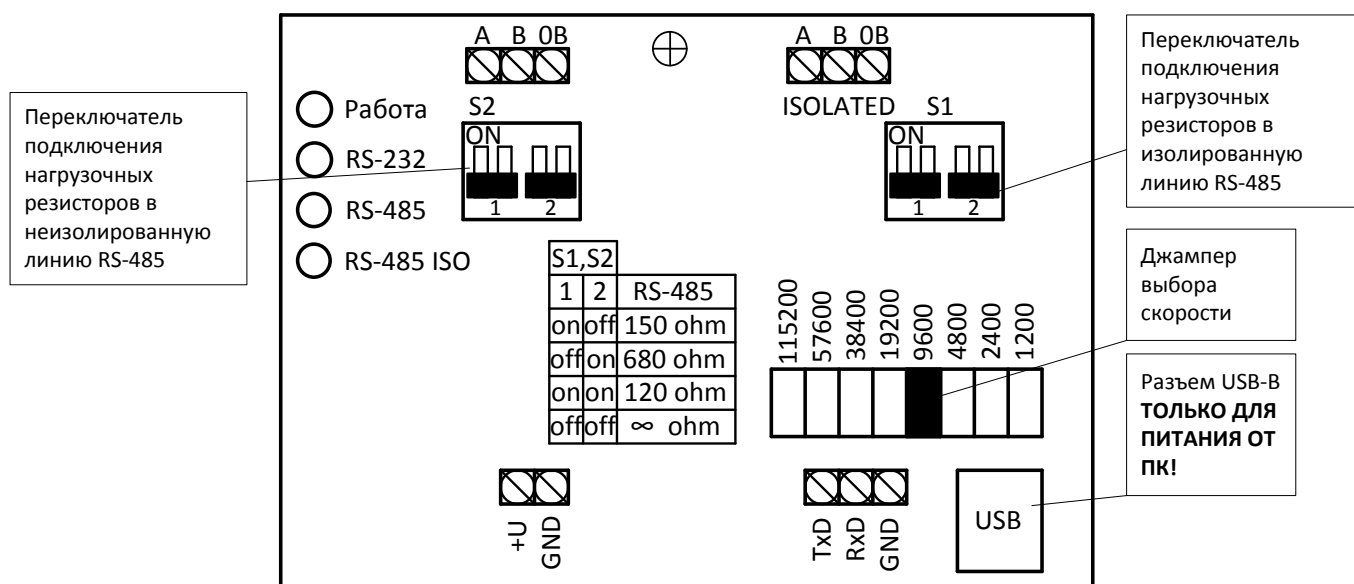 A B 0B
A B 0B
Переключатель
подключения
нагрузочных
резисторов в
неизолированную
линию RS-485
Работа
RS-232
RS-485
RS-485 ISO
S2
ON
1 2
ISOLATED S1
ON
1 2
Переключатель
подключения
нагрузочных
резисторов в
изолированную
линию RS-485
S1,S2
1 2 RS-485
on off 150 ohm
off on 680 ohm
on on 120 ohm
off off ∞ ohm
115200
57600
38400
19200
9600
4800
2400
1200
Джампер
выбора
скорости
Разъем USB-B
ТОЛЬКО ДЛЯ
ПИТАНИЯ ОТ
ПК!
+U
GND
TxD
RxD
GND
USB